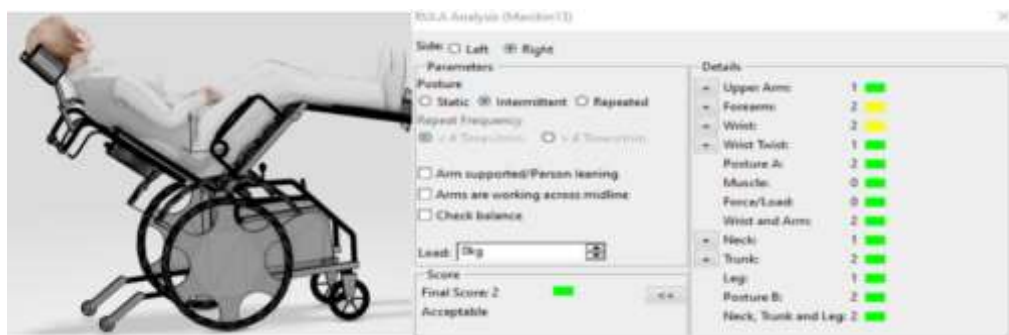 RULA Analysis (Manikin13)
Side: Left Right
Parameters
Posture
Static Intermittent Repeated
Repeat Frequency
Arm supported/Person leaning
Arms are working across midline
Check balance
Load: 0kg
Score
Final Score: 2
<<
Acceptable
Details
+ Upper Arm: 1
+ Forearm: 2
+ Wrist: 2
+ Wrist Twist: 1
Posture A: 2
Muscle: 0
Force/Load: 0
Wrist and Arm: 2
+ Neck: 1
+ Trunk: 2
Leg: 1
Posture B: 2
Neck, Trunk and Leg: 2